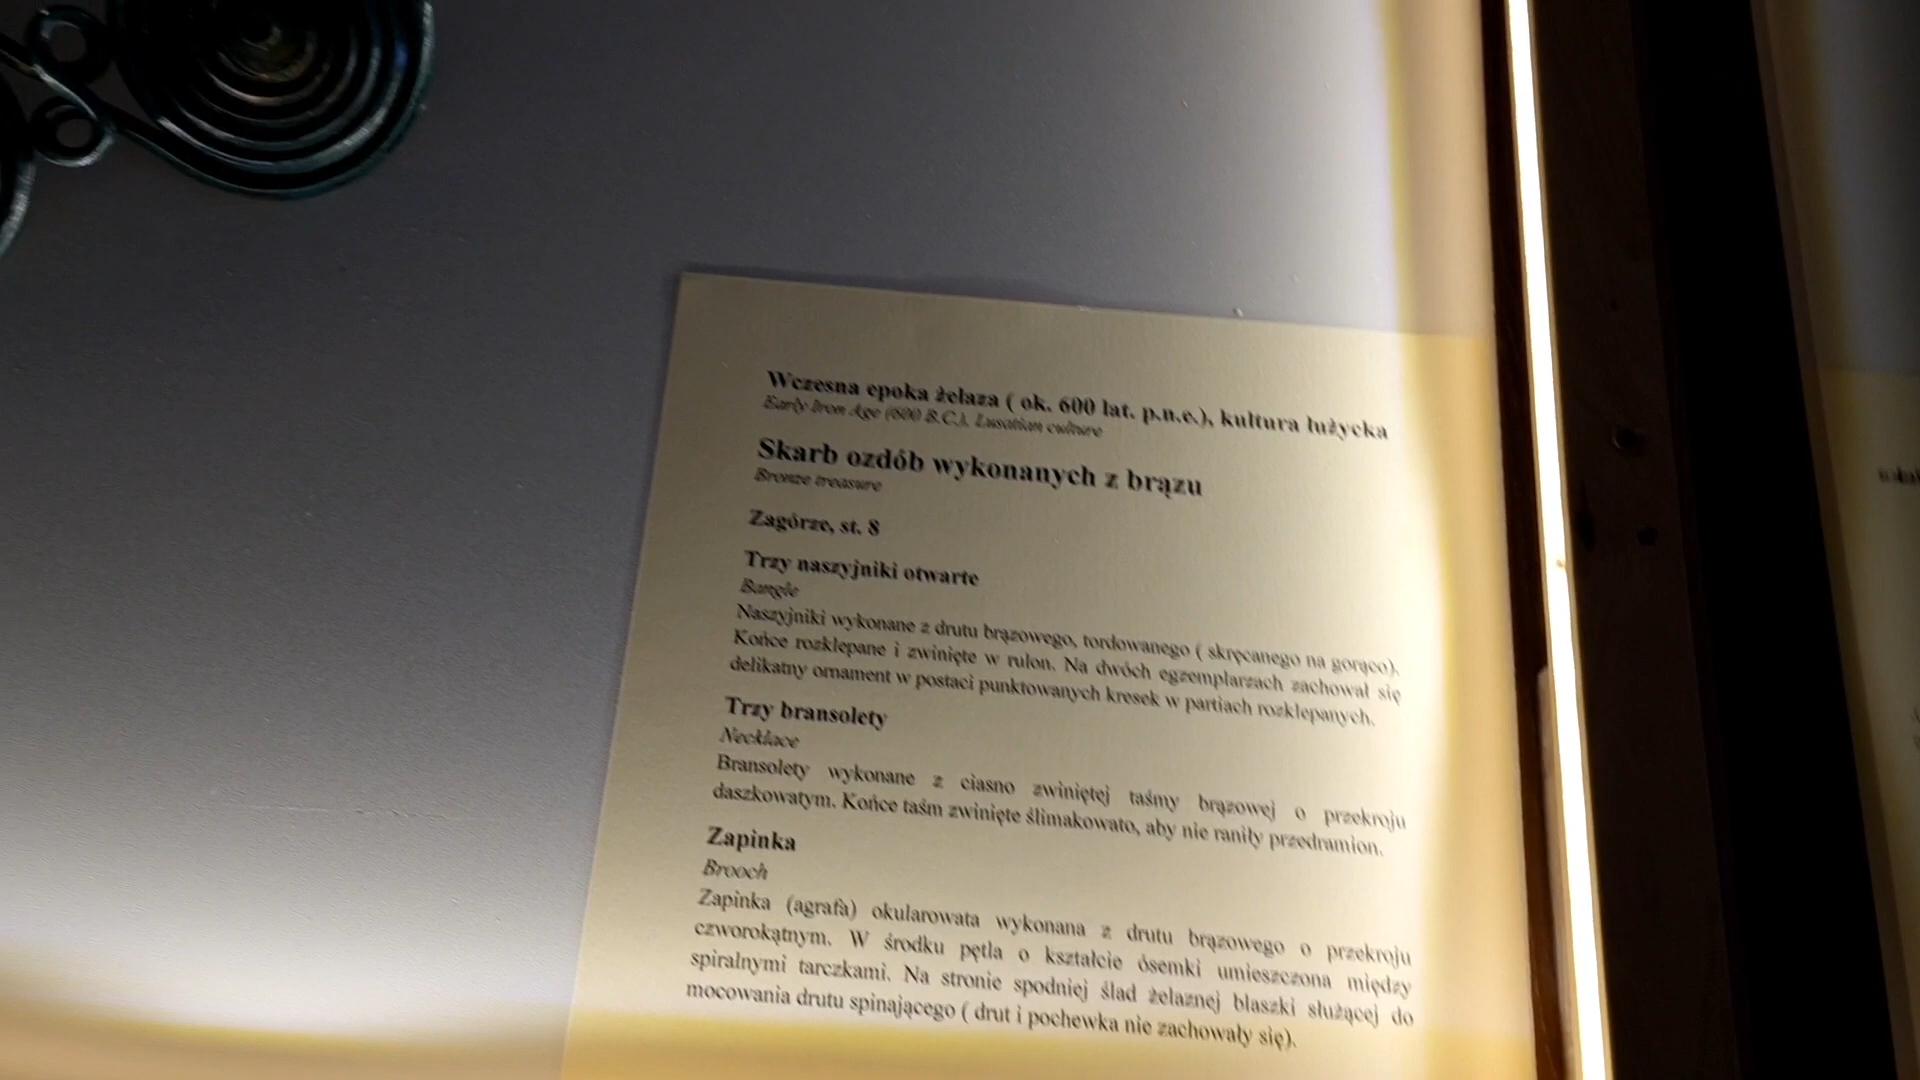 Wczesna epoka żelaza ( ok. 600 lat. p.n.e.), kultura łużycka
Early Iron Age (600 B.C.), Lusatian culture
Skarb ozdób wykonanych z brązu
Bronze treasure
Zagórze, st. 8
Trzy naszyjniki otwarte
Bangle
Naszyjniki wykonane z drutu brązowego, tordowanego ( skręcanego na gorąco).
Końce rozklepane i zwinięte w rulon. Na dwóch egzemplarzach zachował się
delikatny ornament w postaci punktowanych kresek w partiach rozklepanych.
Trzy bransolety
Necklace
Bransolety wykonane z ciasno zwiniętej taśmy brązowej o przekroju
daszkowatym. Końce taśm zwinięte ślimakowato, aby nie raniły przedramion.
Zapinka
Brooch
Zapinka (agrafa) okularowata wykonana z drutu brązowego o przekroju
czworokątnym. W środku pętla o kształcie ósemki umieszczona między
spiralnymi tarczkami. Na stronie spodniej ślad żelaznej blaszki służącej do
mocowania drutu spinającego ( drut i pochewka nie zachowały się).